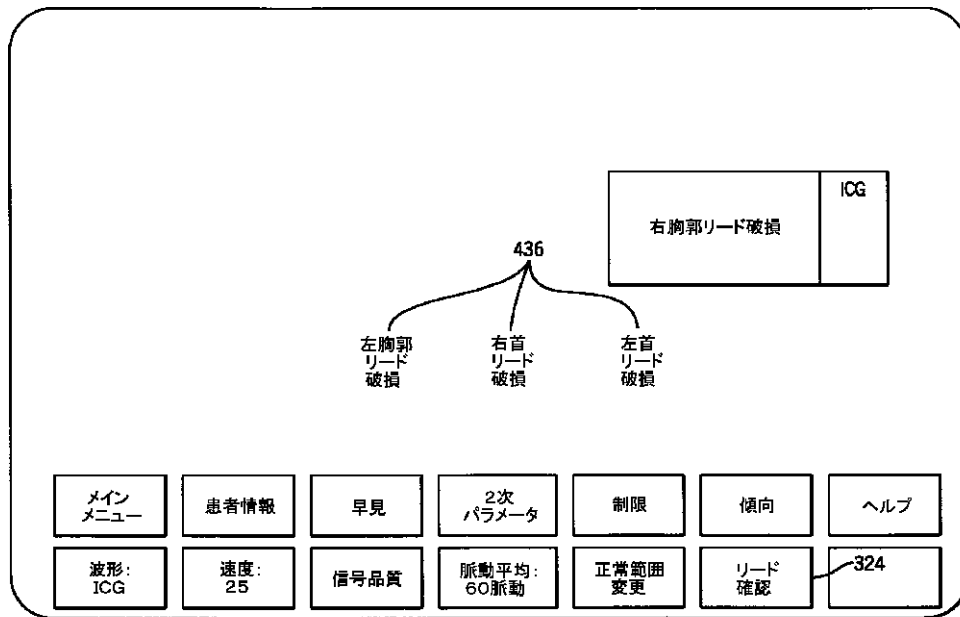 ICG
右胸郭リード破損
436
左胸郭
リード
破損
右首
リード
破損
左首
リード
破損
メイン
メニュー
患者情報
早見
2次
パラメータ
制限
傾向
ヘルプ
波形:
ICG
速度:
25
信号品質
脈動平均:
60脈動
正常範囲
変更
リード
確認
324